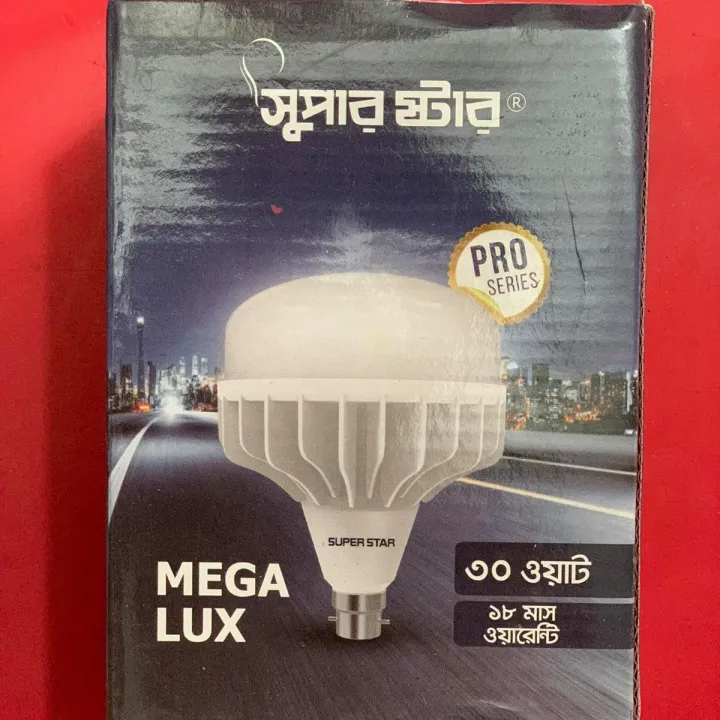 সুপার ষ্টার®
PRO
SERIES
SUPER STAR
MEGA
LUX
৩০ ওয়াট
১৮ মাস
ওয়ারেন্টি